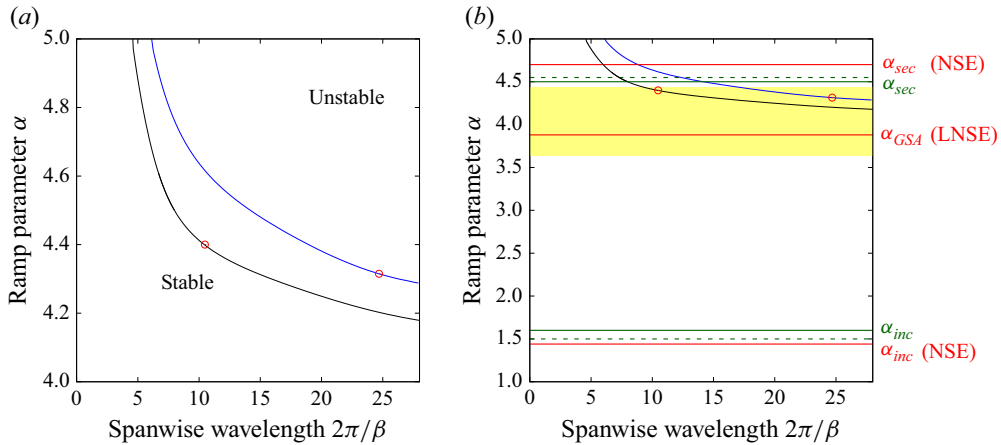 (a)
5.0
4.8
4.6
4.4
4.2
4.0
Ramp parameter α
Unstable
Stable
0
5
10
15
20
25
Spanwise wavelength 2π/β
(b)
5.0
4.5
4.0
3.5
3.0
2.5
2.0
1.5
1.0
Ramp parameter α
0
5
10
15
20
25
Spanwise wavelength 2π/β
α_sec (NSE)
α_sec
α_GSA (LNSE)
α_inc
α_inc (NSE)